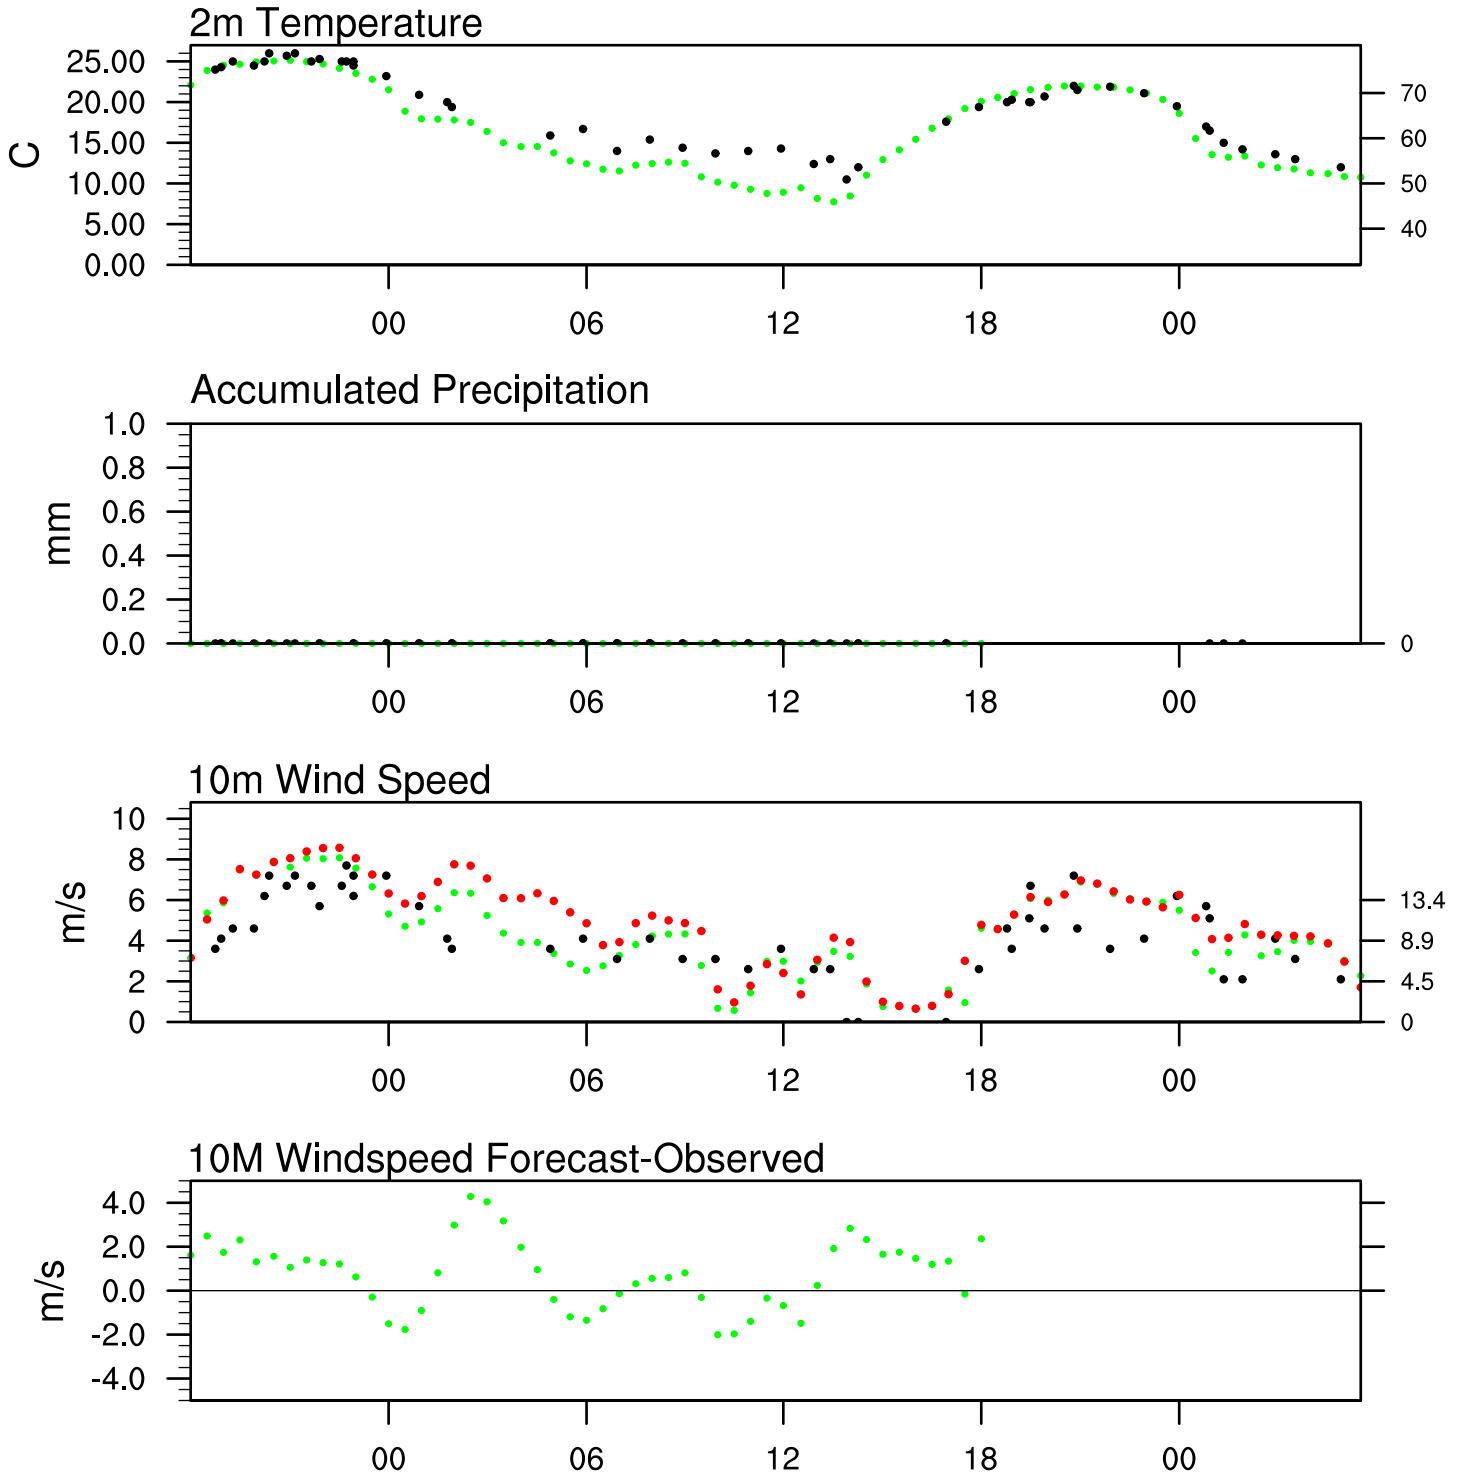 2m Temperature
25.00
20.00
15.00
10.00
5.00
0.00
C
70
60
50
40
00 06 12 18 00
Accumulated Precipitation
1.0
0.8
0.6
0.4
0.2
0.0
mm
0
00 06 12 18 00
10m Wind Speed
10
8
6
4
2
0
m/s
13.4
8.9
4.5
0
00 06 12 18 00
10M Windspeed Forecast-Observed
4.0
2.0
0.0
-2.0
-4.0
m/s
00 06 12 18 00